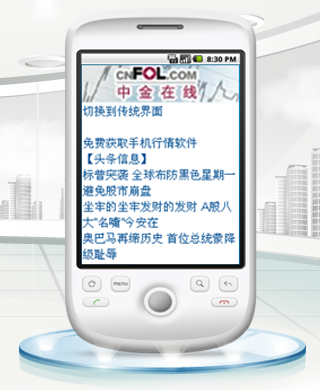 8:30 PM
CNFOL.COM
中金在线
切换到传统界面
免费获取手机行情软件
【头条信息】
标普突袭 全球布防黑色星期一
避免股市崩盘
坐牢的坐牢发财的发财 A股八
大"名嘴"今安在
奥巴马再缔历史 首位总统蒙降
级耻辱
menu